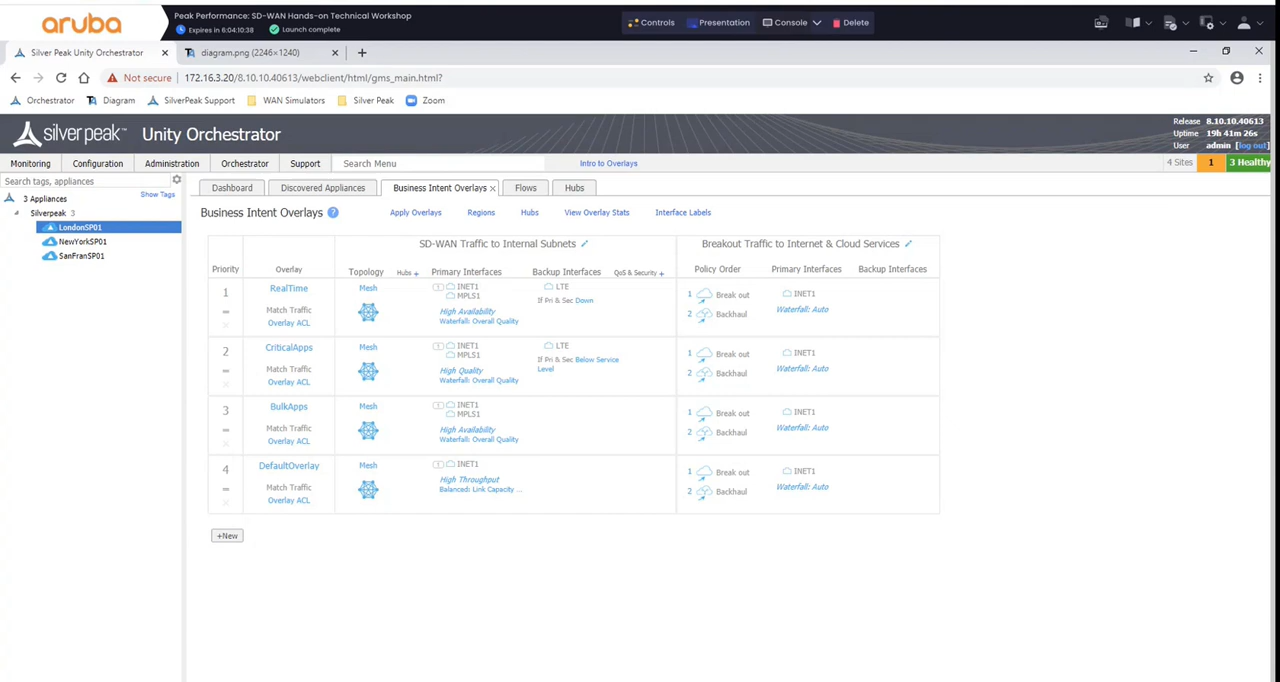 aruba
Peak Performance: SD-WAN Hands-on Technical Workshop
Expires in 6:04:10:38 Launch complete
Controls Presentation Console Delete
Silver Peak Unity Orchestrator diagram.png (2246×1240)
Not secure 172.16.3.20/8.10.10.40613/webclient/html/gms_main.html?
Orchestrator Diagram SilverPeak Support WAN Simulators Silver Peak Zoom
silver peak™ Unity Orchestrator
Release 8.10.10.40613
Uptime 19h 41m 26s
User admin [log out]
Monitoring Configuration Administration Orchestrator Support Search Menu Intro to Overlays 4 Sites 1 3 Healthy
Search tags, appliances
Show Tags
3 Appliances
Silverpeak 3
LondonSP01
NewYorkSP01
SanFranSP01
Dashboard Discovered Appliances Business Intent Overlays Flows Hubs
Business Intent Overlays ? Apply Overlays Regions Hubs View Overlay Stats Interface Labels
SD-WAN Traffic to Internal Subnets Breakout Traffic to Internet & Cloud Services
Priority Overlay Topology Hubs + Primary Interfaces Backup Interfaces QoS & Security + Policy Order Primary Interfaces Backup Interfaces
1 RealTime Mesh 1 INET1 LTE 1 Break out INET1
MPLS1 If Pri & Sec Down
Match Traffic High Availability 2 Backhaul Waterfall: Auto
Overlay ACL Waterfall: Overall Quality
2 CriticalApps Mesh 1 INET1 LTE 1 Break out INET1
MPLS1 If Pri & Sec Below Service Level
Match Traffic High Quality 2 Backhaul Waterfall: Auto
Overlay ACL Waterfall: Overall Quality
3 BulkApps Mesh 1 INET1 1 Break out INET1
MPLS1
Match Traffic High Availability 2 Backhaul Waterfall: Auto
Overlay ACL Waterfall: Overall Quality
4 DefaultOverlay Mesh 1 INET1 1 Break out INET1
Match Traffic High Throughput 2 Backhaul Waterfall: Auto
Overlay ACL Balanced: Link Capacity ...
+New